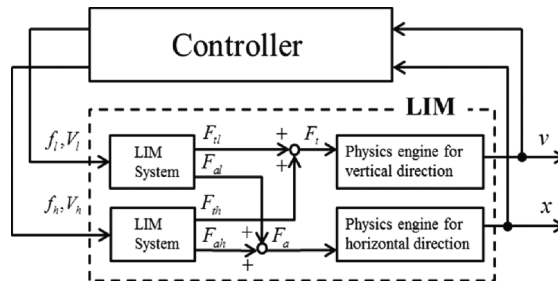 Controller
LIM
f_l, V_l
LIM
System
F_tl
F_al
+
+
F_t
Physics engine for
vertical direction
v
f_h, V_h
LIM
System
F_th
F_ah
+
+
F_a
Physics engine for
horizontal direction
x